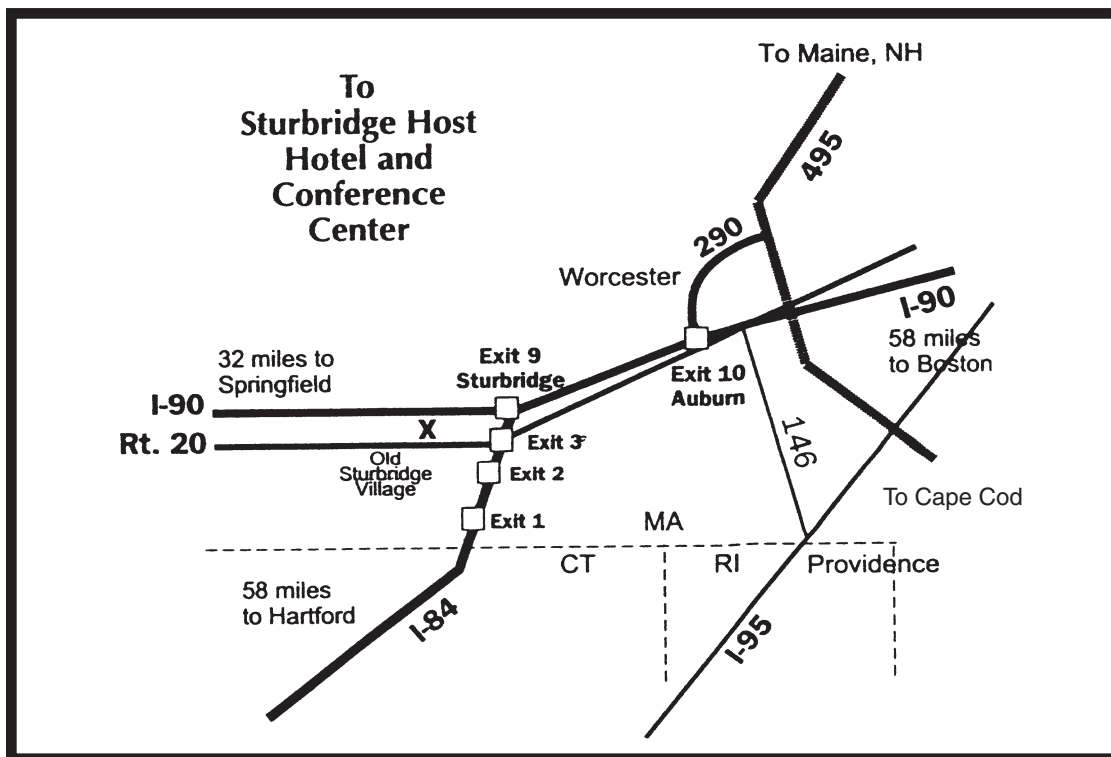 To Maine, NH
To
Sturbridge Host
Hotel and
Conference
Center
495
290
Worcester
I-90
32 miles to
Springfield
Exit 9
Sturbridge
58 miles
to Boston
Exit 10
Auburn
I-90
X
Rt. 20
Exit 3
Old
Sturbridge
Village
Exit 2
146
To Cape Cod
Exit 1
MA
CT
RI
Providence
58 miles
to Hartford
I-84
I-95